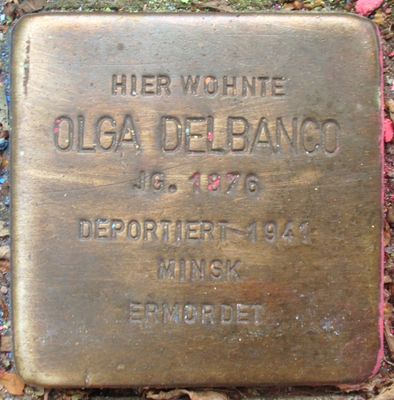 HIER WOHNTE
OLGA DELBANCO
JG. 1876
DEPORTIERT 1941
MINSK
ERMORDET